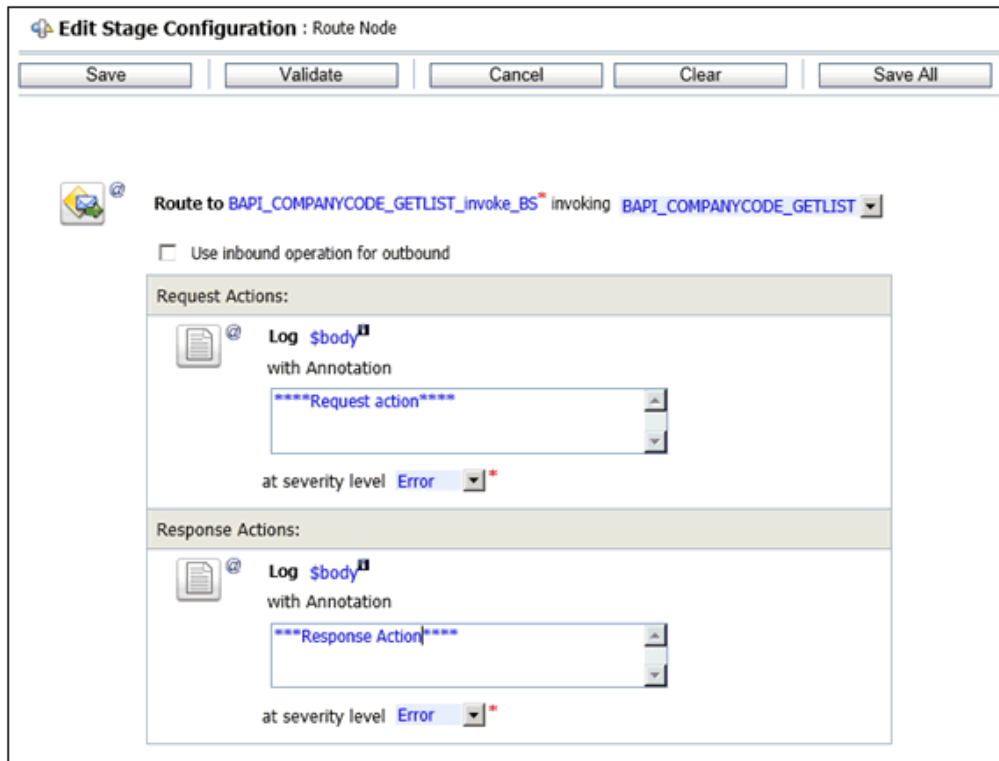 Edit Stage Configuration : Route Node
Save Validate Cancel Clear Save All
@ Route to BAPI_COMPANYCODE_GETLIST_invoke_BS* invoking BAPI_COMPANYCODE_GETLIST
Use inbound operation for outbound
Request Actions:
@ Log $body
with Annotation
****Request action****
at severity level Error *
Response Actions:
@ Log $body
with Annotation
***Response Action****
at severity level Error *